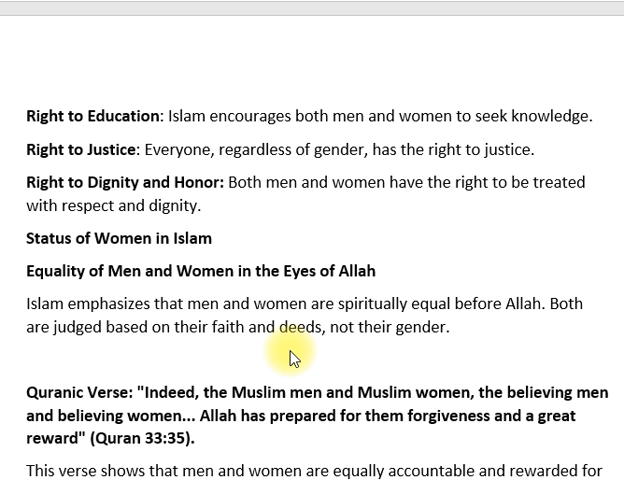 Right to Education: Islam encourages both men and women to seek knowledge.
Right to Justice: Everyone, regardless of gender, has the right to justice.
Right to Dignity and Honor: Both men and women have the right to be treated
with respect and dignity.
Status of Women in Islam
Equality of Men and Women in the Eyes of Allah
Islam emphasizes that men and women are spiritually equal before Allah. Both
are judged based on their faith and deeds, not their gender.
Quranic Verse: "Indeed, the Muslim men and Muslim women, the believing men
and believing women... Allah has prepared for them forgiveness and a great
reward" (Quran 33:35).
This verse shows that men and women are equally accountable and rewarded for